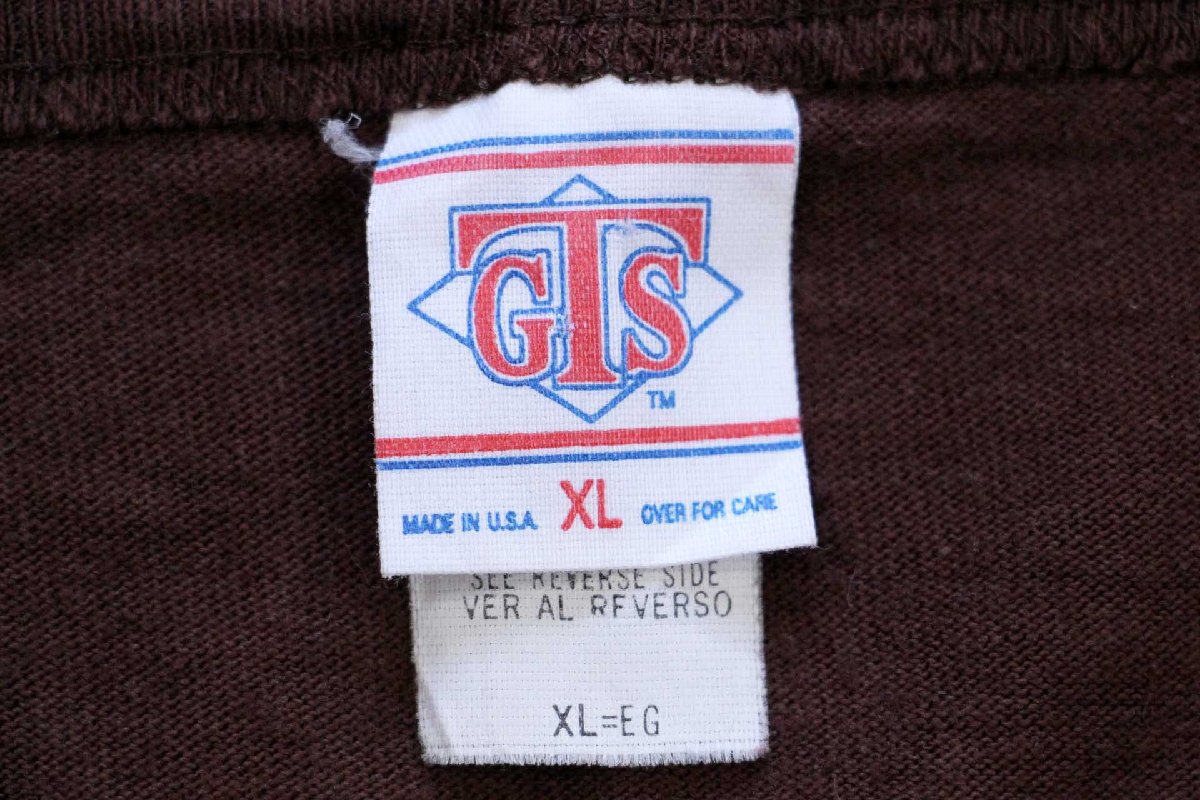 GTS
TM
MADE IN U.S.A. XL OVER FOR CARE
SEE REVERSE SIDE
VER AL REVERSO
XL=EG